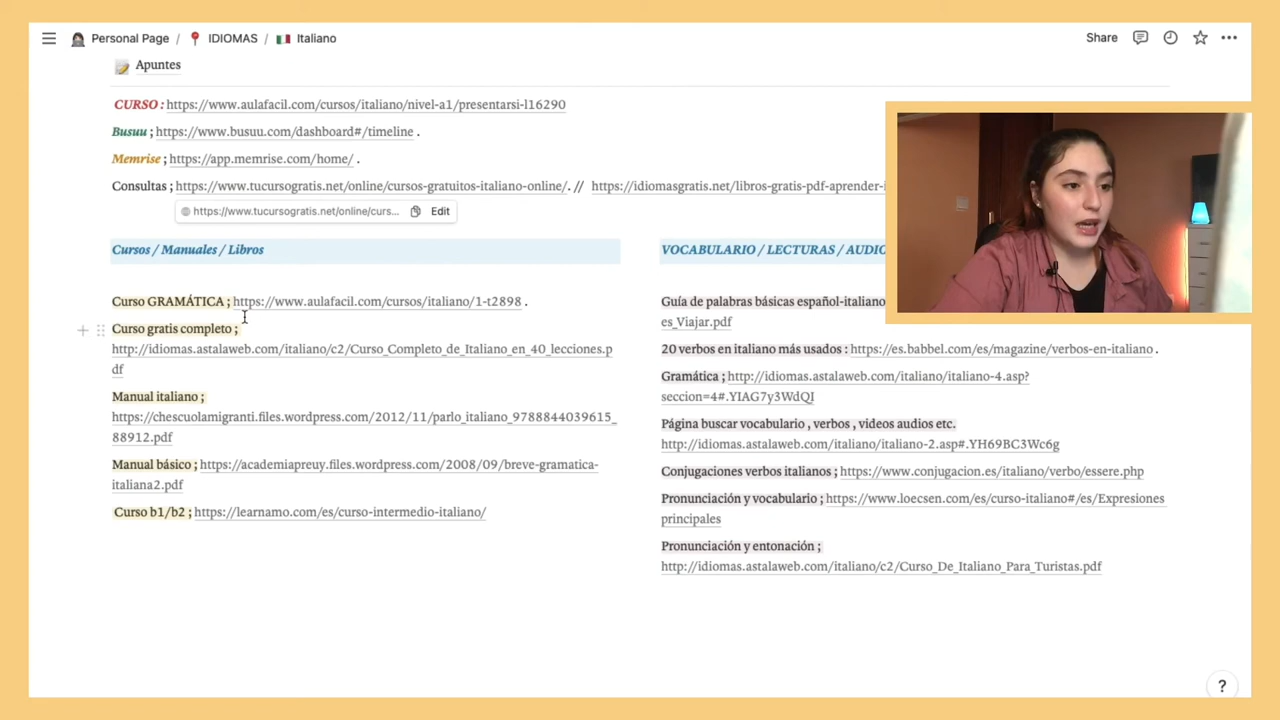 Personal Page / IDIOMAS / Italiano
Share
Apuntes
CURSO : https://www.aulafacil.com/cursos/italiano/nivel-a1/presentarsi-l16290
Busuu ; https://www.busuu.com/dashboard#/timeline .
Memrise ; https://app.memrise.com/home/ .
Consultas ; https://www.tucursogratis.net/online/cursos-gratuitos-italiano-online/. // https://idiomasgratis.net/libros-gratis-pdf-aprender-i
https://www.tucursogratis.net/online/curs... Edit
Cursos / Manuales / Libros
Curso GRAMÁTICA ; https://www.aulafacil.com/cursos/italiano/1-t2898 .
Curso gratis completo ;
http://idiomas.astalaweb.com/italiano/c2/Curso_Completo_de_Italiano_en_40_lecciones.p
df
Manual italiano ;
https://chescuolamigranti.files.wordpress.com/2012/11/parlo_italiano_9788844039615_
88912.pdf
Manual básico ; https://academiapreuy.files.wordpress.com/2008/09/breve-gramatica-
italiana2.pdf
Curso b1/b2 ; https://learnamo.com/es/curso-intermedio-italiano/
VOCABULARIO / LECTURAS / AUDIO
Guía de palabras básicas español-italiano
es_Viajar.pdf
20 verbos en italiano más usados : https://es.babbel.com/es/magazine/verbos-en-italiano .
Gramática ; http://idiomas.astalaweb.com/italiano/italiano-4.asp?
seccion=4#.YIAG7y3WdQI
Página buscar vocabulario , verbos , videos audios etc.
http://idiomas.astalaweb.com/italiano/italiano-2.asp#.YH69BC3Wc6g
Conjugaciones verbos italianos ; https://www.conjugacion.es/italiano/verbo/essere.php
Pronunciación y vocabulario ; https://www.loecsen.com/es/curso-italiano#/es/Expresiones
principales
Pronunciación y entonación ;
http://idiomas.astalaweb.com/italiano/c2/Curso_De_Italiano_Para_Turistas.pdf
?